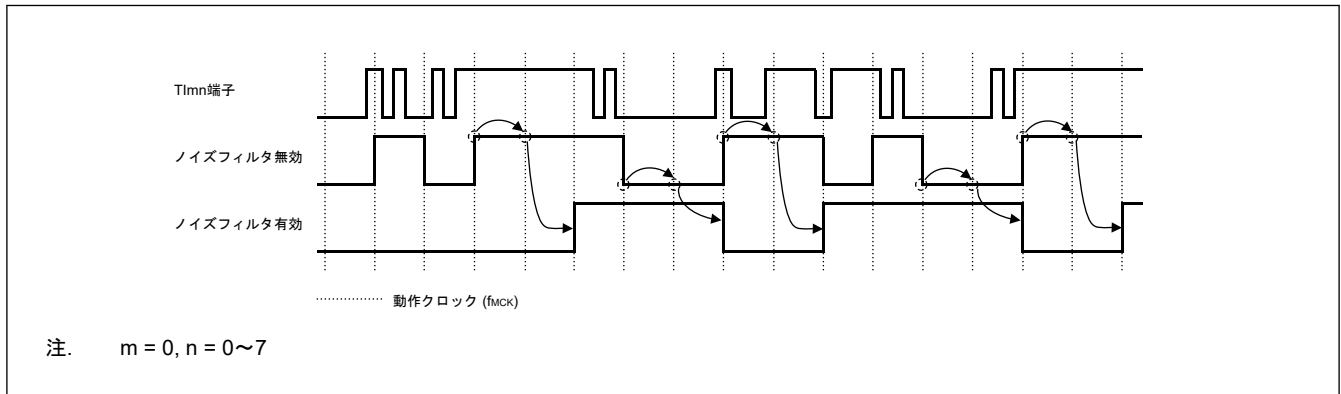 TImn端子
ノイズフィルタ無効
ノイズフィルタ有効
動作クロック (fMCK)
注. m = 0, n = 0～7